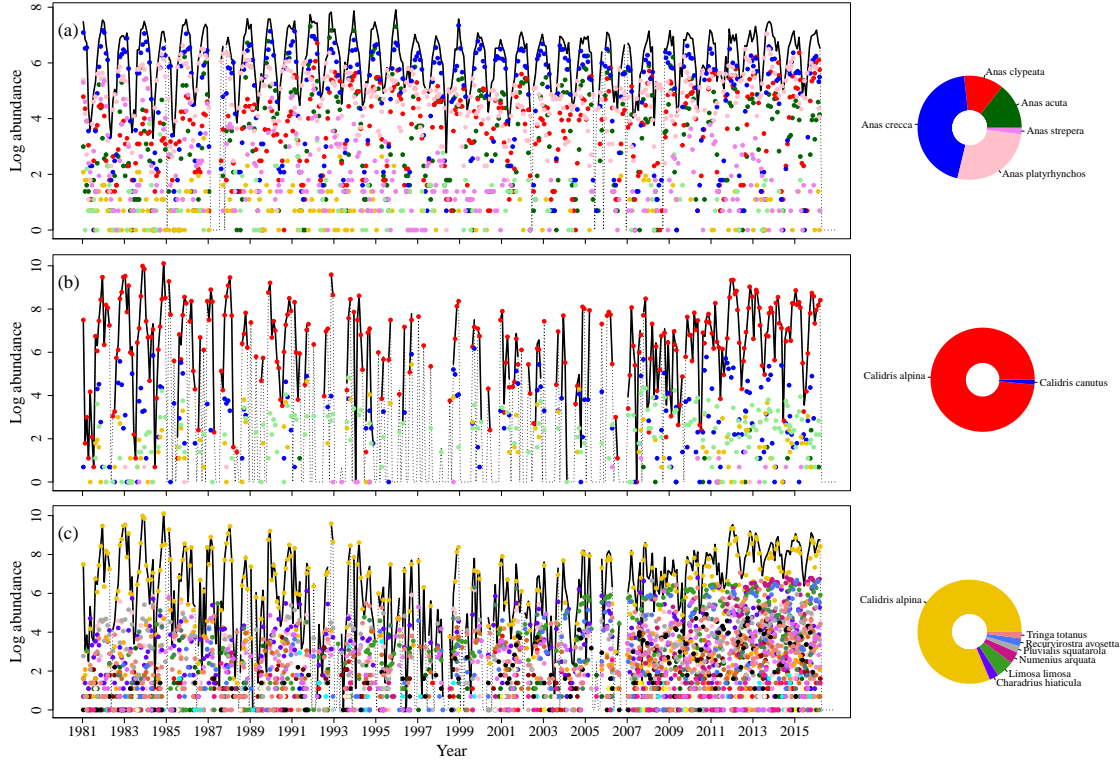 (a)
Log abundance
8
6
4
2
0
Anas clypeata
Anas acuta
Anas crecca
Anas strepera
Anas platyrhynchos
(b)
Log abundance
10
8
6
4
2
0
Calidris alpina
Calidris canutus
(c)
Log abundance
10
8
6
4
2
0
Calidris alpina
Tringa totanus
Recurvirostra avosetta
Pluvialis squatarola
Numenius arquata
Limosa limosa
Charadrius hiaticula
1981 1983 1985 1987 1989 1991 1993 1995 1997 1999 2001 2003 2005 2007 2009 2011 2013 2015
Year